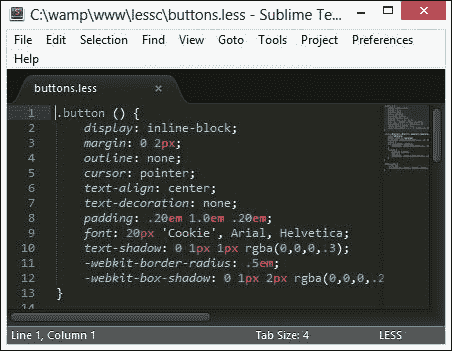 C:\wamp\www\lessc\buttons.less - Sublime Te...
File Edit Selection Find View Goto Tools Project Preferences
Help
buttons.less
1 .button () {
2 display: inline-block;
3 margin: 0 2px;
4 outline: none;
5 cursor: pointer;
6 text-align: center;
7 text-decoration: none;
8 padding: .20em 1.0em .20em;
9 font: 20px 'Cookie', Arial, Helvetica;
10 text-shadow: 0 1px 1px rgba(0,0,0,.3);
11 -webkit-border-radius: .5em;
12 -webkit-box-shadow: 0 1px 2px rgba(0,0,0,.2
13 }
14
Line 1, Column 1 Tab Size: 4 LESS